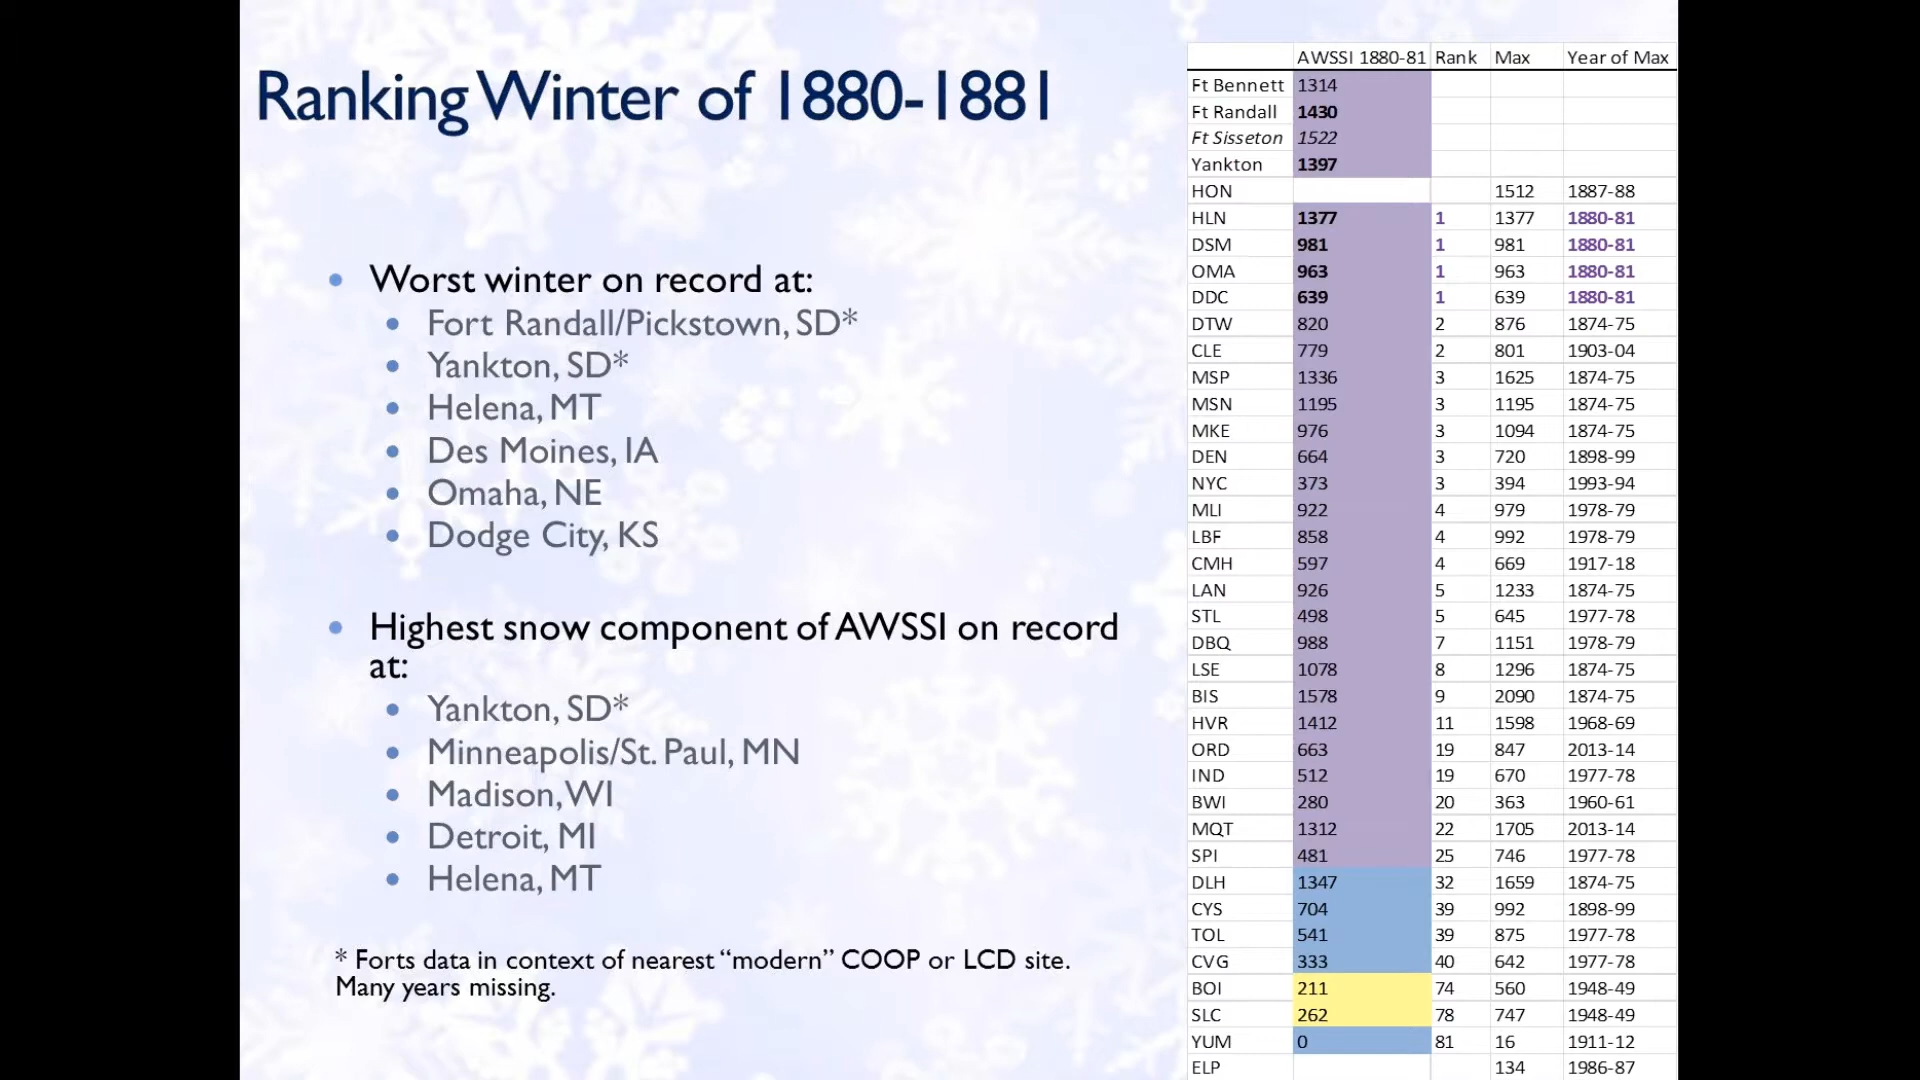 Ranking Winter of 1880-1881
• Worst winter on record at:
• Fort Randall/Pickstown, SD*
• Yankton, SD*
• Helena, MT
• Des Moines, IA
• Omaha, NE
• Dodge City, KS
• Highest snow component of AWSSI on record
at:
• Yankton, SD*
• Minneapolis/St. Paul, MN
• Madison, WI
• Detroit, MI
• Helena, MT
* Forts data in context of nearest “modern” COOP or LCD site.
Many years missing.
AWSSI 1880-81 Rank Max Year of Max
Ft Bennett 1314
Ft Randall 1430
Ft Sisseton 1522
Yankton 1397
HON 1512 1887-88
HLN 1377 1 1377 1880-81
DSM 981 1 981 1880-81
OMA 963 1 963 1880-81
DDC 639 1 639 1880-81
DTW 820 2 876 1874-75
CLE 779 2 801 1903-04
MSP 1336 3 1625 1874-75
MSN 1195 3 1195 1874-75
MKE 976 3 1094 1874-75
DEN 664 3 720 1898-99
NYC 373 3 394 1993-94
MLI 922 4 979 1978-79
LBF 858 4 992 1978-79
CMH 597 4 669 1917-18
LAN 926 5 1233 1874-75
STL 498 5 645 1977-78
DBQ 988 7 1151 1978-79
LSE 1078 8 1296 1874-75
BIS 1578 9 2090 1874-75
HVR 1412 11 1598 1968-69
ORD 663 19 847 2013-14
IND 512 19 670 1977-78
BWI 280 20 363 1960-61
MQT 1312 22 1705 2013-14
SPI 481 25 746 1977-78
DLH 1347 32 1659 1874-75
CYS 704 39 992 1898-99
TOL 541 39 875 1977-78
CVG 333 40 642 1977-78
BOI 211 74 560 1948-49
SLC 262 78 747 1948-49
YUM 0 81 16 1911-12
ELP 134 1986-87